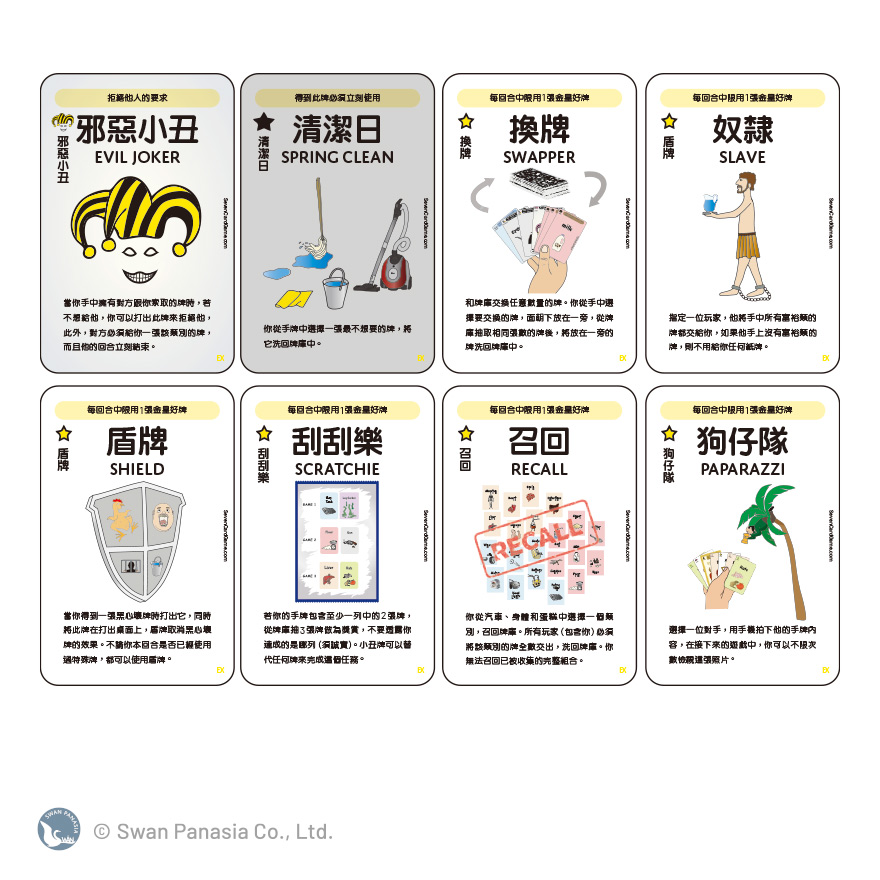 拒絕他人的要求
邪惡小丑
邪惡小丑
EVIL JOKER
SevenCardGame.com
當你手中擁有對方跟你索取的牌時，若
不想給他，你可以打出此牌來拒絕他，
此外，對方必須給你一張該類別的牌，
而且他的回合立刻結束。
EX
得到此牌必須立刻使用
清潔日
清潔日
SPRING CLEAN
SevenCardGame.com
你從手牌中選擇一張最不想要的牌，將
它洗回牌庫中。
EX
每回合中限用1張金星好牌
換牌
換牌
SWAPPER
SevenCardGame.com
milk
和牌庫交換任意數量的牌。你從手中選
擇要交換的牌，面朝下放在一旁，從牌
庫抽取相同張數的牌後，將放在一旁的
牌洗回牌庫中。
EX
每回合中限用1張金星好牌
盾牌
奴隸
SLAVE
SevenCardGame.com
指定一位玩家，他將手中所有富裕類的
牌都交給你，如果他手上沒有富裕類的
牌，則不用給你任何紙牌。
EX
每回合中限用1張金星好牌
盾牌
盾牌
SHIELD
SevenCardGame.com
當你得到一張黑心壞牌時打出它，同時
將此牌在打出桌面上，盾牌取消黑心壞
牌的效果。不論你本回合是否已經使用
過特殊牌，都可以使用盾牌。
EX
每回合中限用1張金星好牌
刮刮樂
刮刮樂
SCRATCHIE
SevenCardGame.com
GAME 1
GAME 2
GAME 3
若你的手牌包含至少一列中的2張牌，
從牌庫抽3張牌做為獎賞，不要透露你
達成的是哪列（須誠實）。小丑牌可以替
代任何牌來完成這個任務。
EX
每回合中限用1張金星好牌
召回
召回
RECALL
SevenCardGame.com
RECALL
你從汽車、身體和蛋糕中選擇一個類
別，召回牌庫。所有玩家（包含你）必須
將該類別的牌全數交出，洗回牌庫。你
無法召回已被收集的完整組合。
EX
每回合中限用1張金星好牌
狗仔隊
狗仔隊
PAPARAZZI
SevenCardGame.com
選擇一位對手，用手機拍下他的手牌內
容，在接下來的遊戲中，你可以不限次
數檢視這張照片。
EX
SWAN PANASIA
© Swan Panasia Co., Ltd.